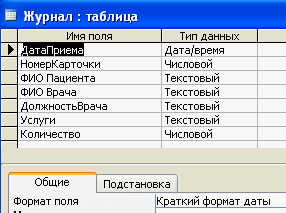 Журнал : таблица
Имя поля Тип данных
ДатаПриема Дата/время
НомерКарточки Числовой
ФИО Пациента Текстовый
ФИО Врача Текстовый
ДолжностьВрача Текстовый
Услуги Текстовый
Количество Числовой
Общие Подстановка
Формат поля Краткий формат даты